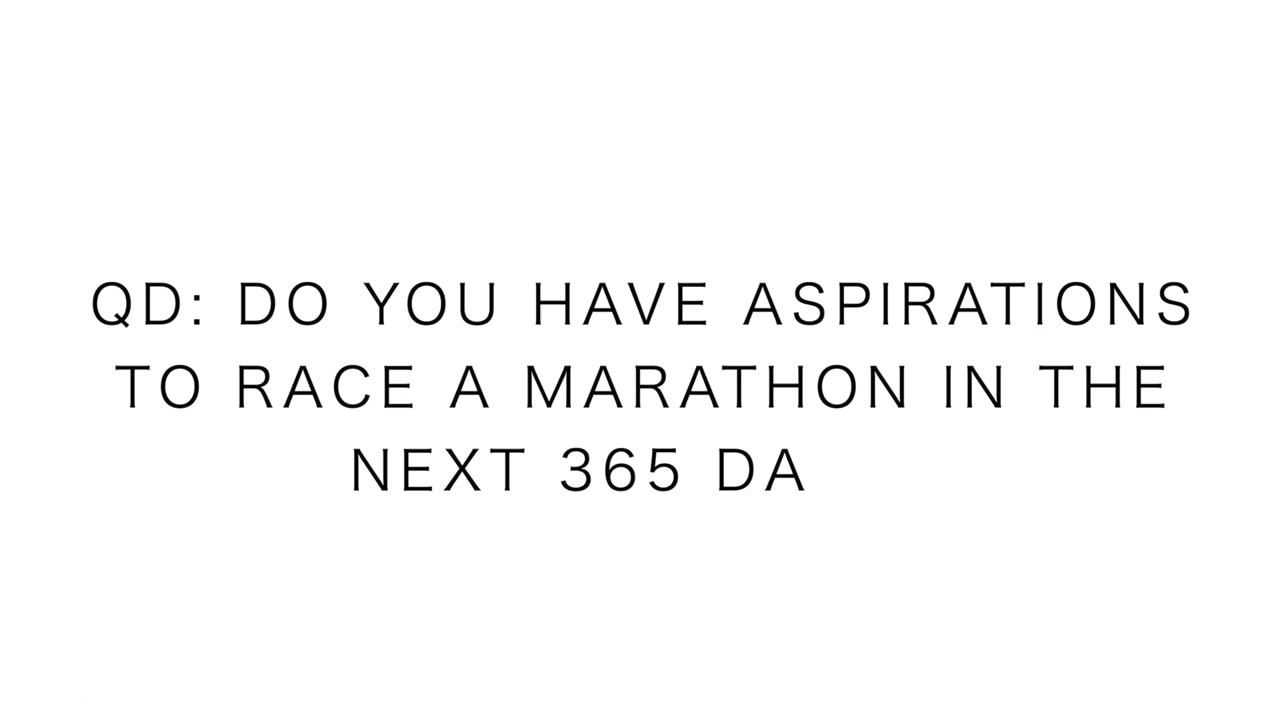 QD: DO YOU HAVE ASPIRATIONS
TO RACE A MARATHON IN THE
NEXT 365 DA